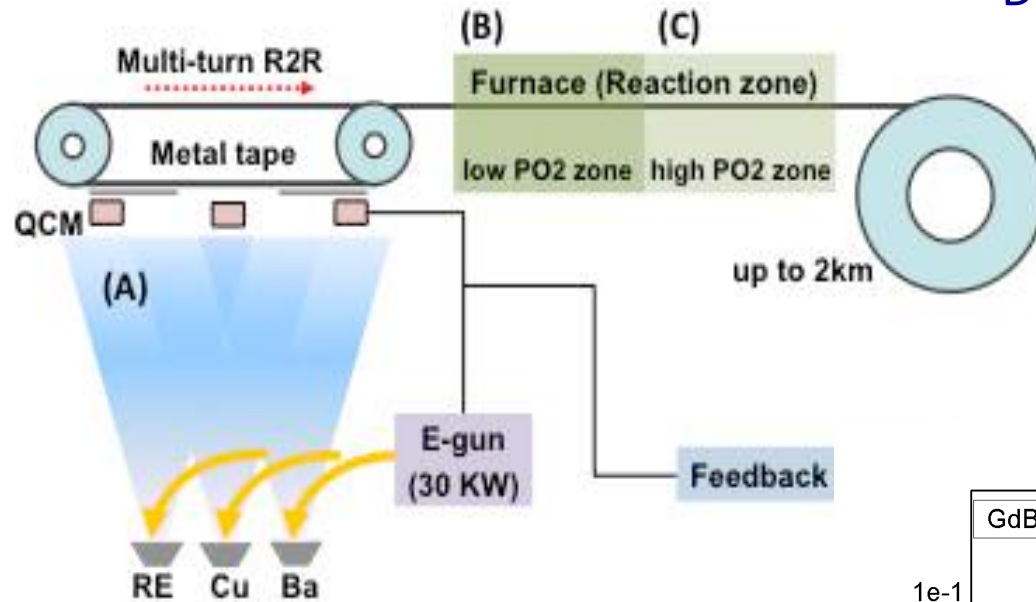 (B)
(C)
Multi-turn R2R
Furnace (Reaction zone)
Metal tape
low PO2 zone
high PO2 zone
QCM
(A)
up to 2km
E-gun
(30 KW)
Feedback
RE
Cu
Ba
GdB
1e-1